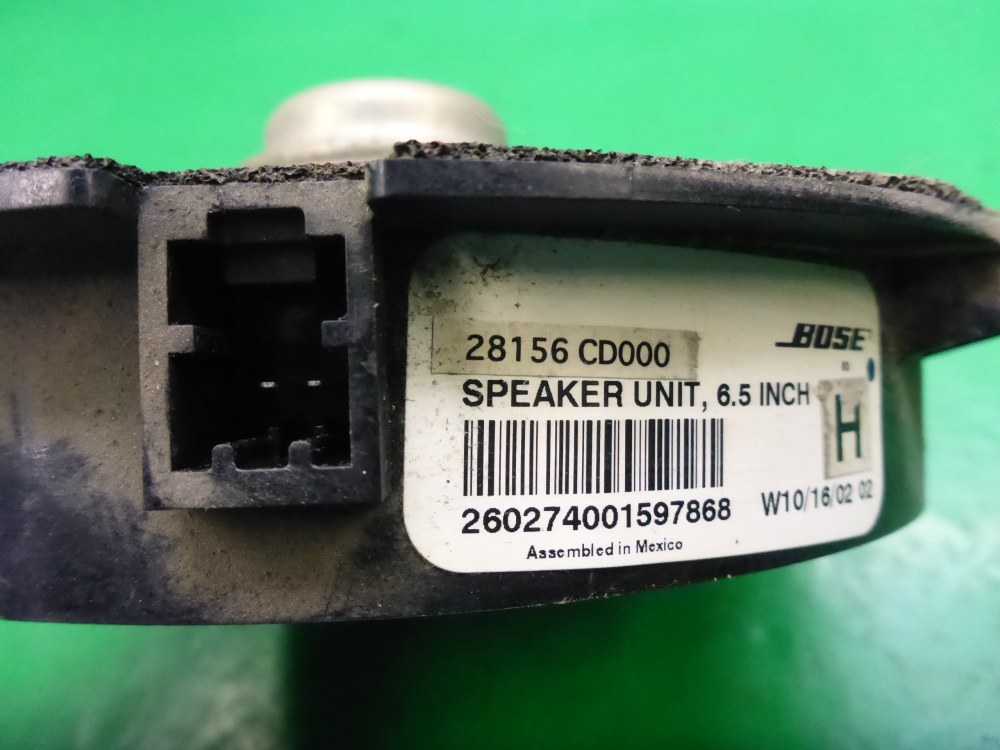 BOSE
28156 CD000
SPEAKER UNIT, 6.5 INCH
H
260274001597868
W10/16/02 02
Assembled in Mexico